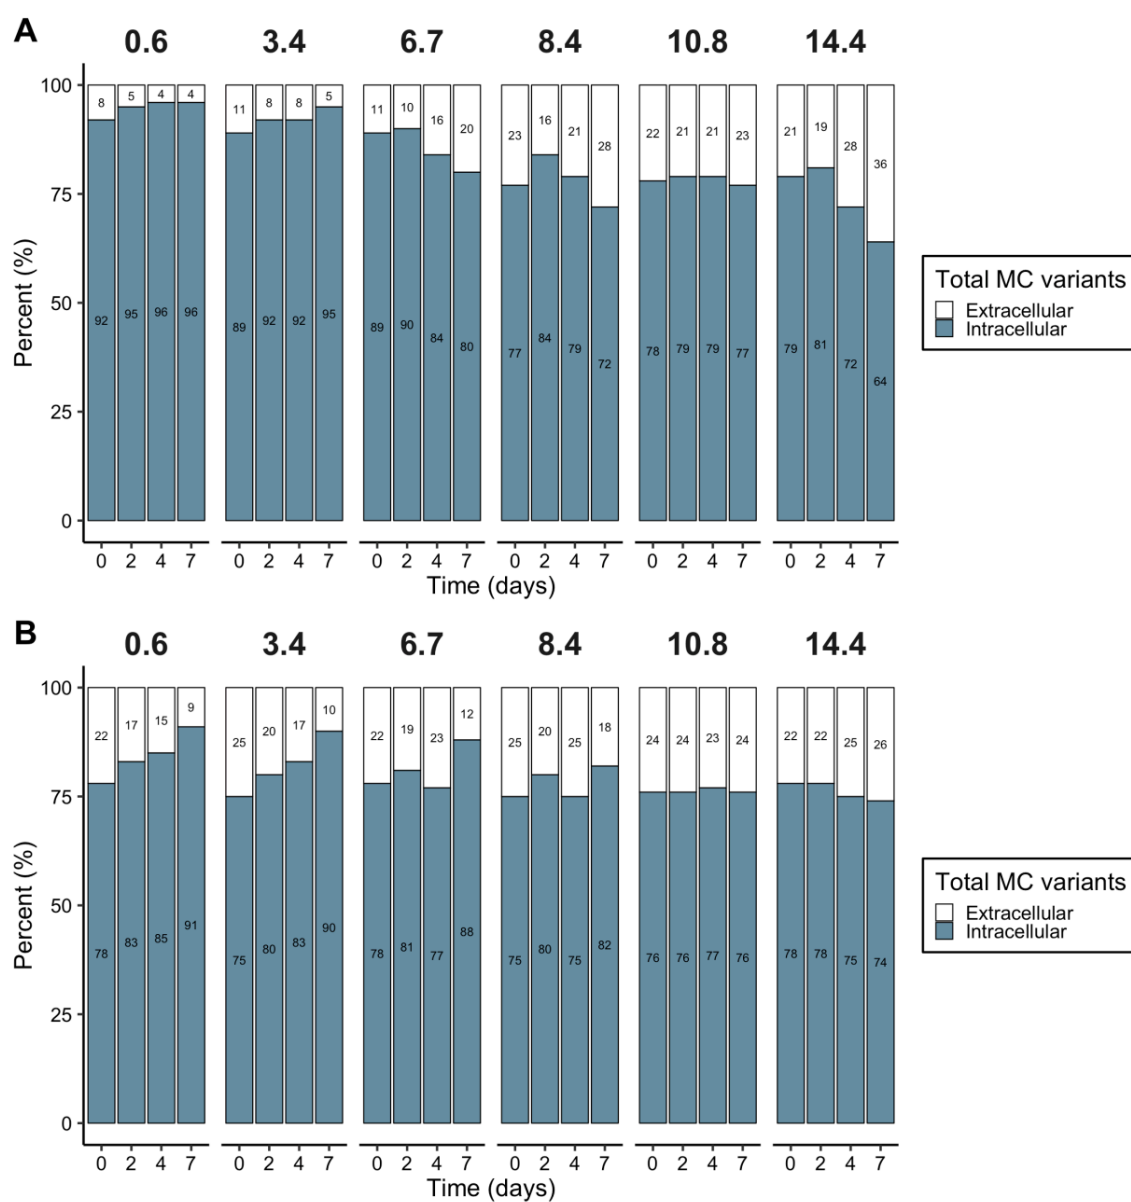 A
0.6 3.4 6.7 8.4 10.8 14.4
Percent (%)
100
75
50
25
0
8 5 4 4 11 8 8 5 11 10 16 20 23 16 21 28 22 21 21 23 21 19 28 36
92 95 96 96 89 92 92 95 89 90 84 80 77 84 79 72 78 79 79 77 79 81 72 64
0 2 4 7 0 2 4 7 0 2 4 7 0 2 4 7 0 2 4 7 0 2 4 7
Time (days)
Total MC variants
Extracellular
Intracellular
B
0.6 3.4 6.7 8.4 10.8 14.4
Percent (%)
100
75
50
25
0
22 17 15 9 25 20 17 10 22 19 23 12 25 20 25 18 24 24 23 24 22 22 25 26
78 83 85 91 75 80 83 90 78 81 77 88 75 80 75 82 76 76 77 76 78 78 75 74
0 2 4 7 0 2 4 7 0 2 4 7 0 2 4 7 0 2 4 7 0 2 4 7
Time (days)
Total MC variants
Extracellular
Intracellular